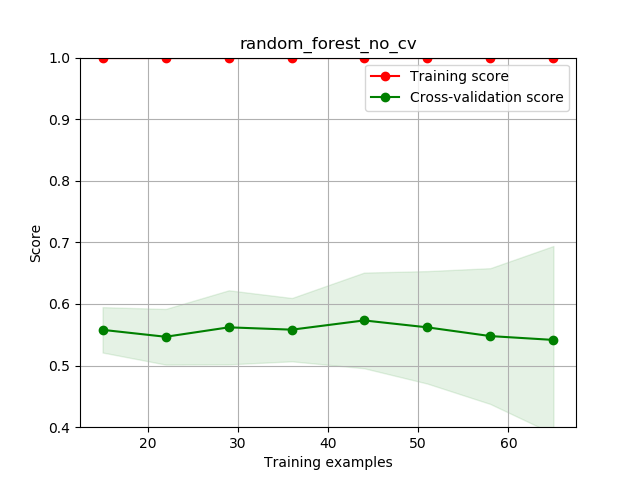 random_forest_no_cv
1.0
Training score
Cross-validation score
0.9
0.8
0.7
Score
0.6
0.5
0.4
20 30 40 50 60
Training examples